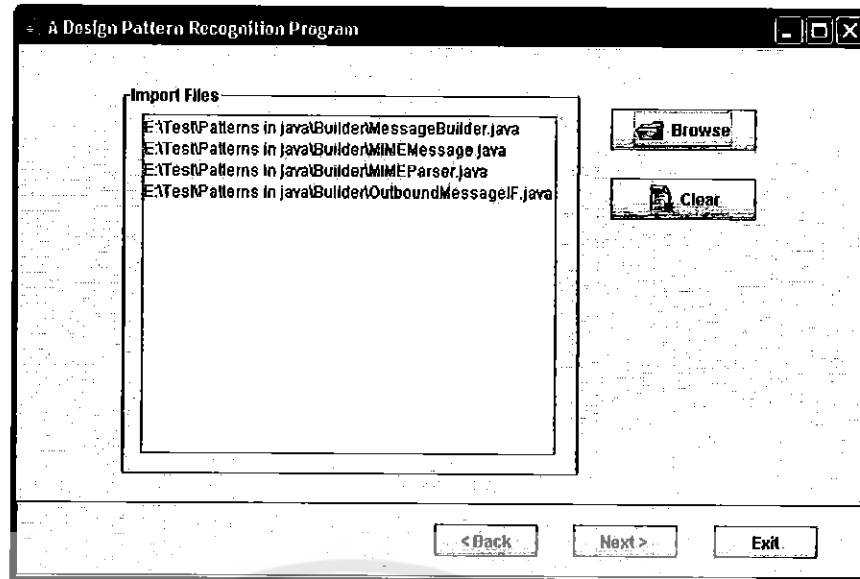 A Design Pattern Recognition Program
Import Files
E:\Test\Patterns in java\Builder\MessageBuilder.java
E:\Test\Patterns in java\Builder\MIMEMessage.java
E:\Test\Patterns in java\Builder\MIMEParser.java
E:\Test\Patterns in java\Builder\OutboundMessageIF.java
Browse
Clear
< Back
Next >
Exit